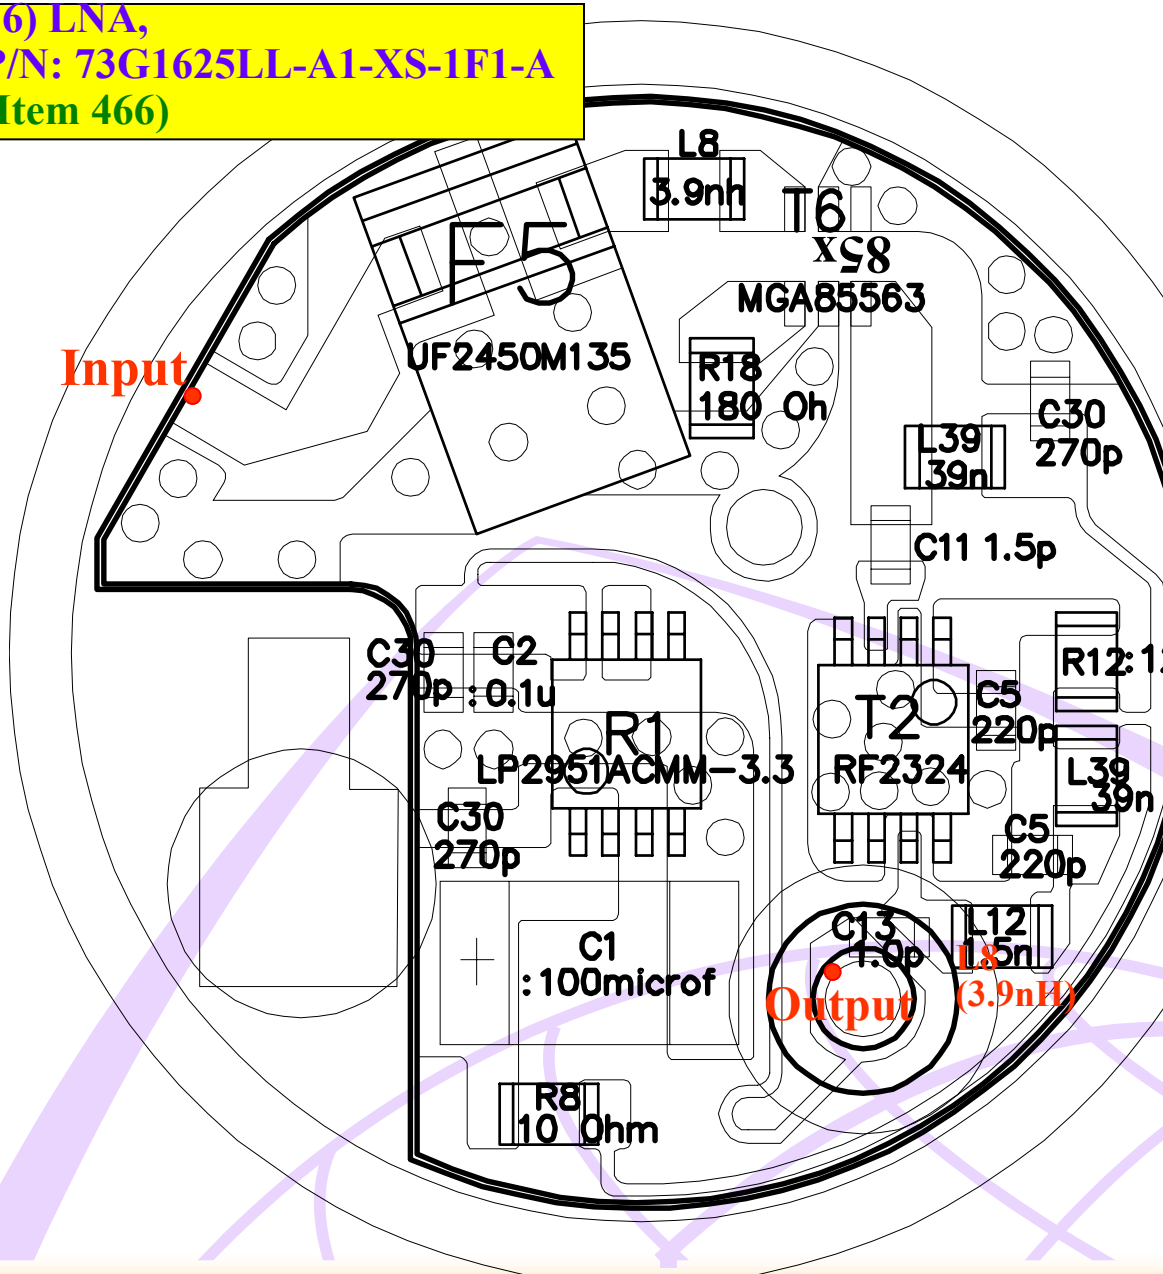 6) LNA,
P/N: 73G1625LL-A1-XS-1F1-A
Item 466)
L8
3.9nh
T6
85x
MGA85563
F5
UF2450M135
Input
R18
180 Oh
C30
270p
L39
39n
C11 1.5p
C30
270p
C2
: 0.1u
R1
LP2951ACMM-3.3
T2
RF2324
C5
220p
R12: 12
L39
39n
C30
270p
C5
220p
C1
: 100microf
C13
1.0p
L12
1.5n
L8
(3.9nH)
Output
R8
10 Ohm